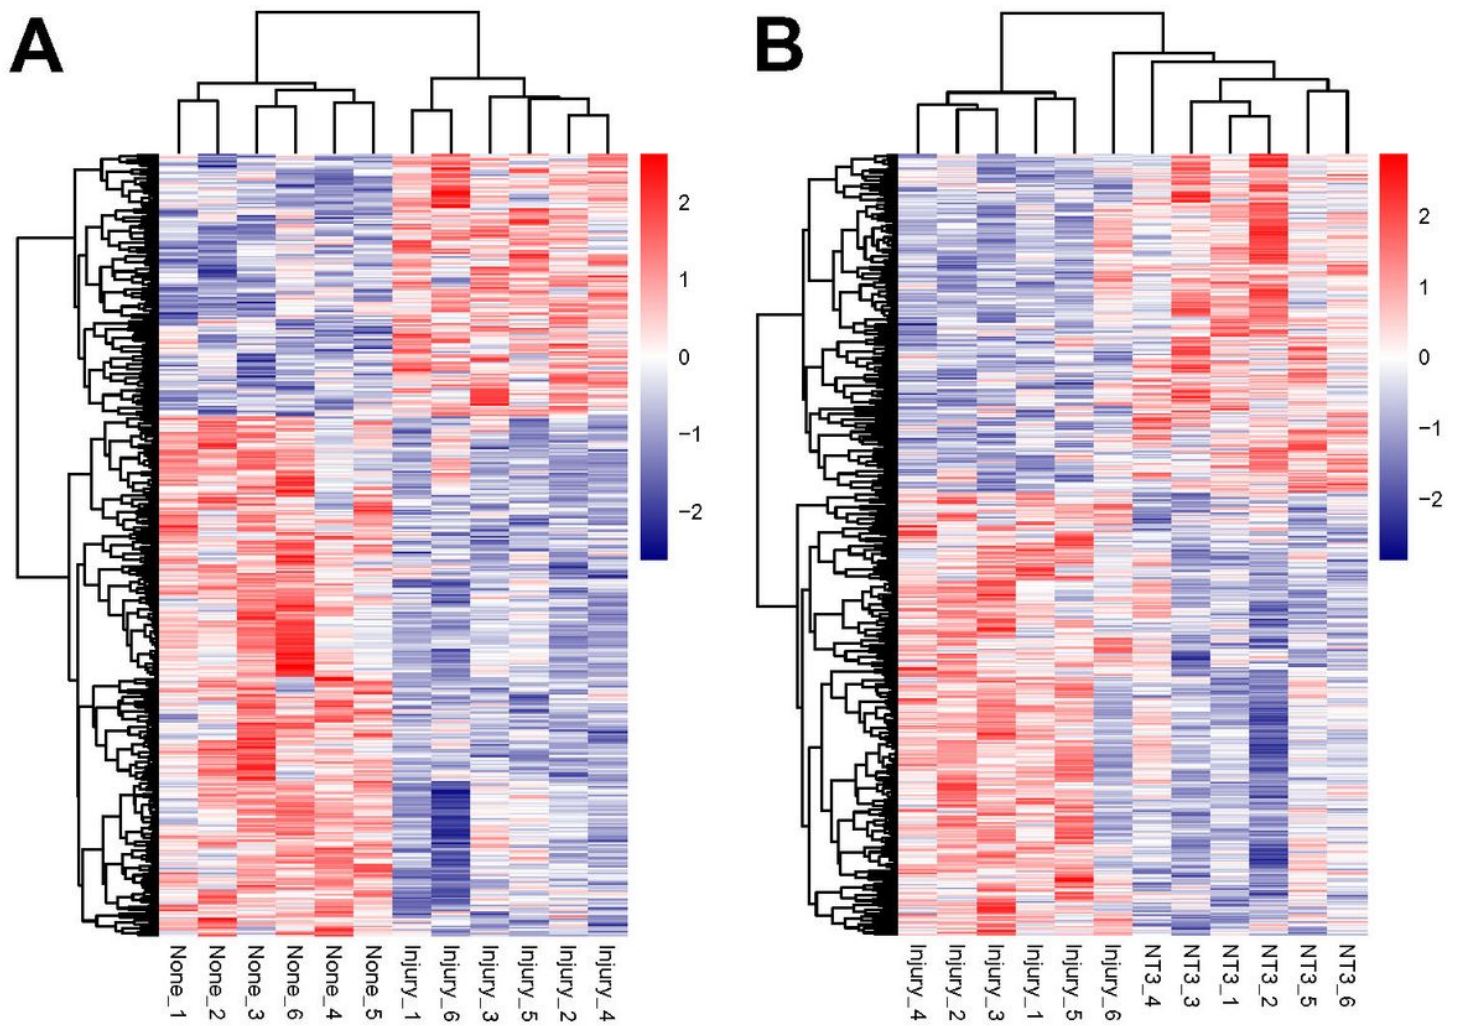 A
B
2
1
0
−1
−2
2
1
0
−1
−2
None_1
None_2
None_3
None_6
None_4
None_5
Injury_1
Injury_6
Injury_3
Injury_5
Injury_2
Injury_4
Injury_4
Injury_2
Injury_3
Injury_1
Injury_5
Injury_6
NT3_4
NT3_3
NT3_1
NT3_2
NT3_5
NT3_6